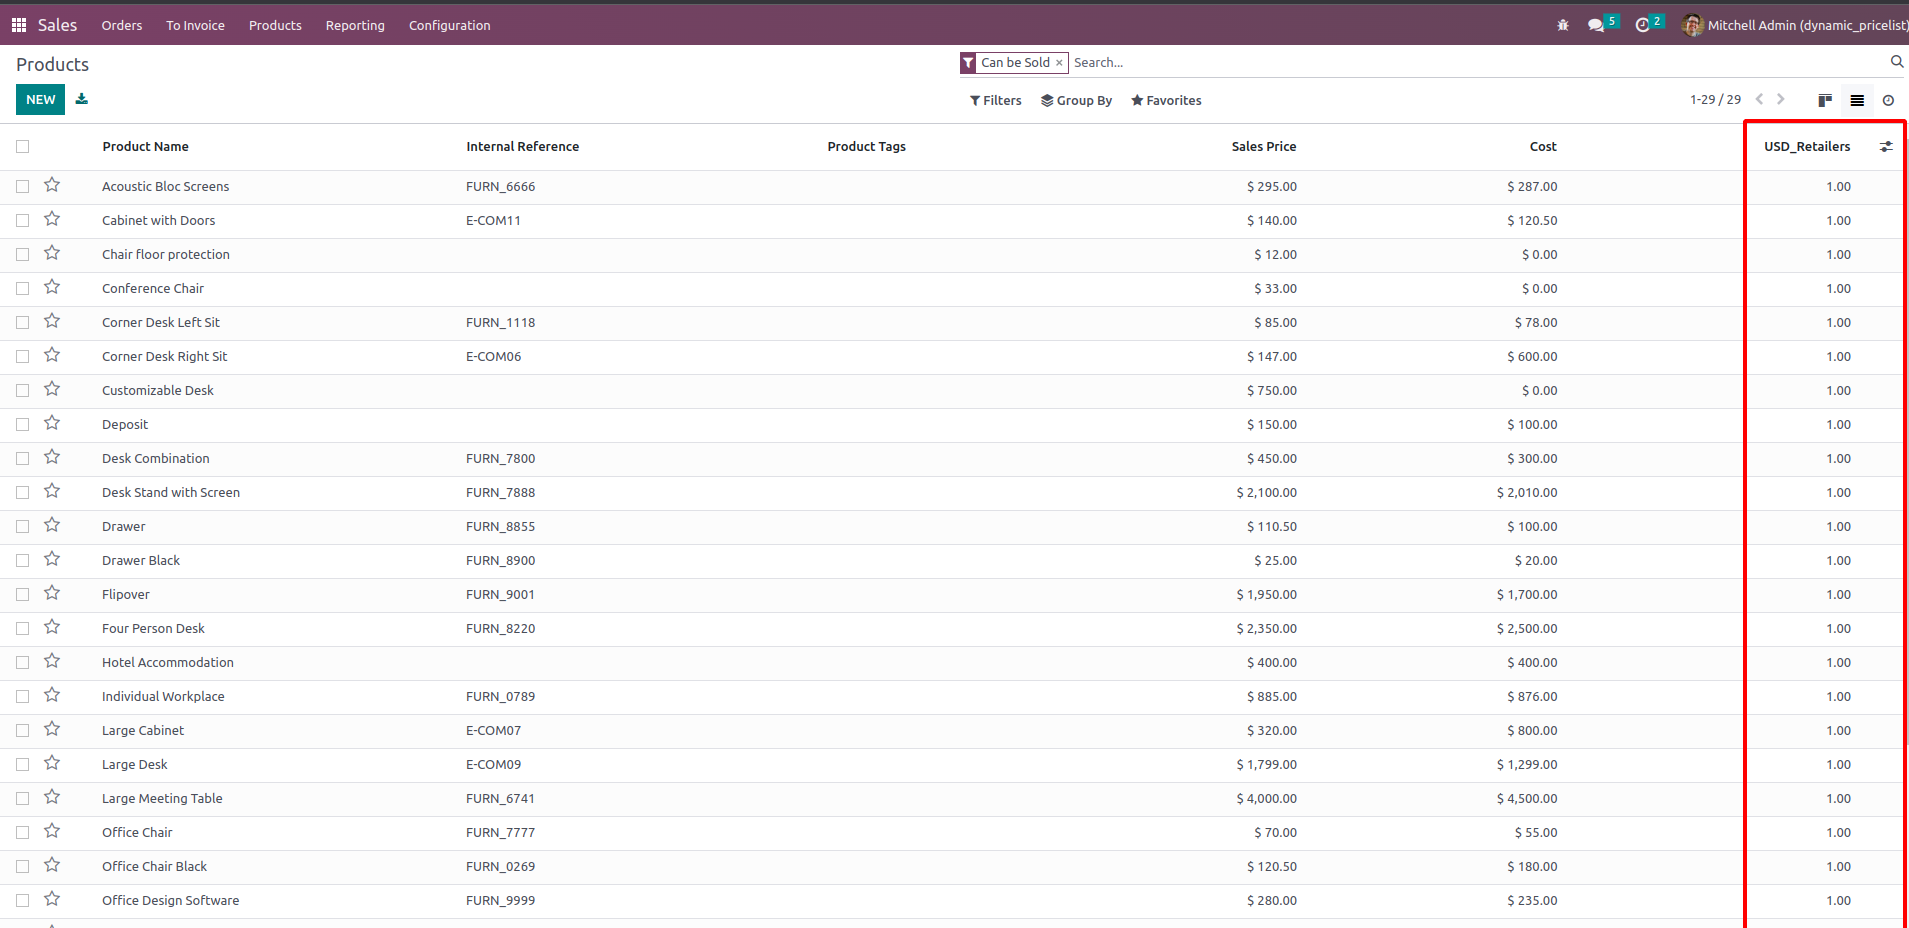 Sales Orders To Invoice Products Reporting Configuration 5 2 Mitchell Admin (dynamic_pricelist)
Products Can be Sold × Search...
NEW Filters Group By Favorites 1-29 / 29
Product Name Internal Reference Product Tags Sales Price Cost USD_Retailers
Acoustic Bloc Screens FURN_6666 $ 295.00 $ 287.00 1.00
Cabinet with Doors E-COM11 $ 140.00 $ 120.50 1.00
Chair floor protection $ 12.00 $ 0.00 1.00
Conference Chair $ 33.00 $ 0.00 1.00
Corner Desk Left Sit FURN_1118 $ 85.00 $ 78.00 1.00
Corner Desk Right Sit E-COM06 $ 147.00 $ 600.00 1.00
Customizable Desk $ 750.00 $ 0.00 1.00
Deposit $ 150.00 $ 100.00 1.00
Desk Combination FURN_7800 $ 450.00 $ 300.00 1.00
Desk Stand with Screen FURN_7888 $ 2,100.00 $ 2,010.00 1.00
Drawer FURN_8855 $ 110.50 $ 100.00 1.00
Drawer Black FURN_8900 $ 25.00 $ 20.00 1.00
Flipover FURN_9001 $ 1,950.00 $ 1,700.00 1.00
Four Person Desk FURN_8220 $ 2,350.00 $ 2,500.00 1.00
Hotel Accommodation $ 400.00 $ 400.00 1.00
Individual Workplace FURN_0789 $ 885.00 $ 876.00 1.00
Large Cabinet E-COM07 $ 320.00 $ 800.00 1.00
Large Desk E-COM09 $ 1,799.00 $ 1,299.00 1.00
Large Meeting Table FURN_6741 $ 4,000.00 $ 4,500.00 1.00
Office Chair FURN_7777 $ 70.00 $ 55.00 1.00
Office Chair Black FURN_0269 $ 120.50 $ 180.00 1.00
Office Design Software FURN_9999 $ 280.00 $ 235.00 1.00